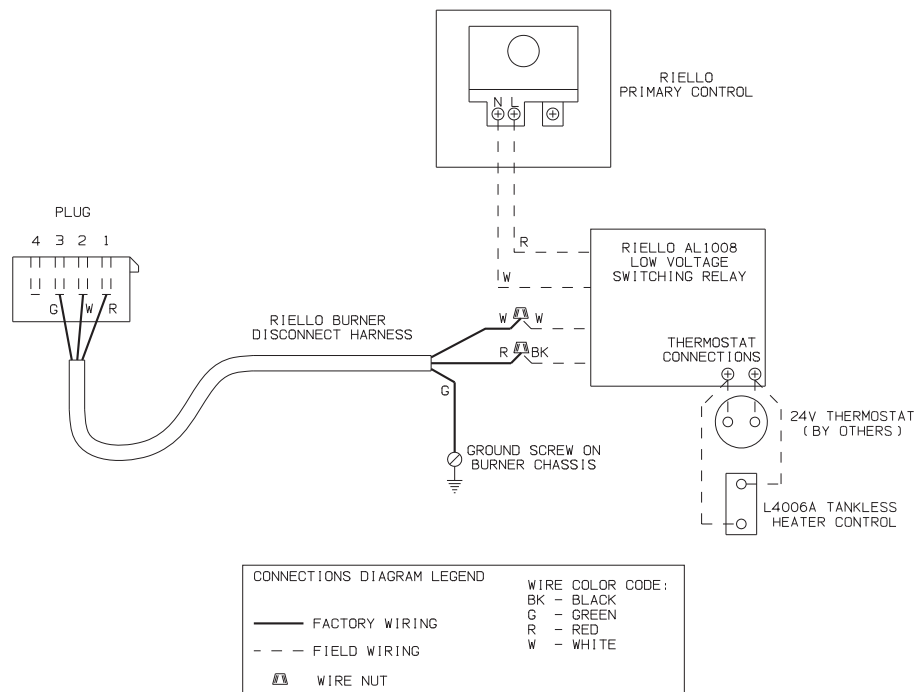 RIELLO
PRIMARY CONTROL
N L
PLUG
4 3 2 1
G W R
R
W
RIELLO AL1008
LOW VOLTAGE
SWITCHING RELAY
RIELLO BURNER
DISCONNECT HARNESS
W W
R BK
G
THERMOSTAT
CONNECTIONS
24V THERMOSTAT
(BY OTHERS)
GROUND SCREW ON
BURNER CHASSIS
L4006A TANKLESS
HEATER CONTROL
CONNECTIONS DIAGRAM LEGEND
FACTORY WIRING
FIELD WIRING
WIRE NUT
WIRE COLOR CODE:
BK - BLACK
G - GREEN
R - RED
W - WHITE